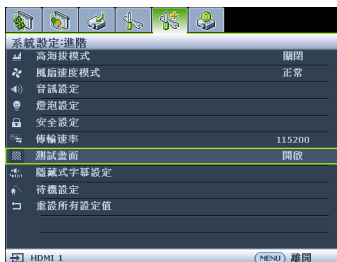 系統設定:進階
高海拔模式 關閉
風扇速度模式 正常
音訊設定
燈泡設定
安全設定
傳輸速率 115200
測試畫面 開啟
隱藏式字幕設定
待機設定
重設所有設定值
HDMI 1 MENU 離開